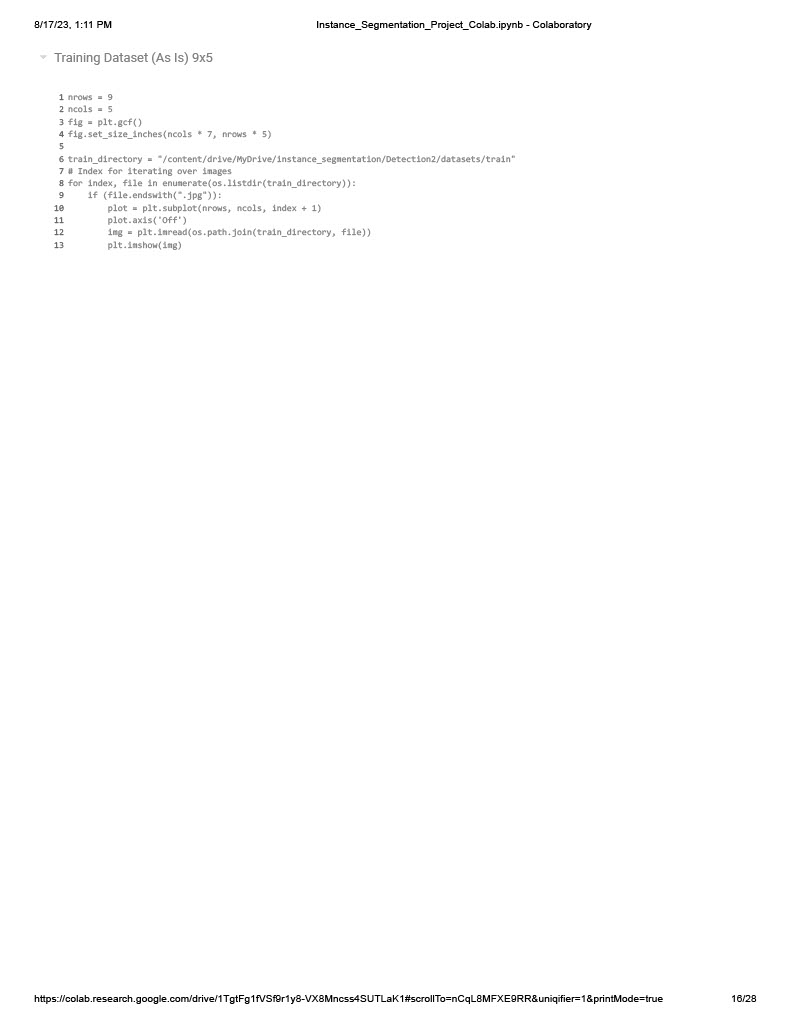 8/17/23, 1:11 PM Instance_Segmentation_Project_Colab.ipynb - Colaboratory
Training Dataset (As Is) 9x5
1 nrows = 9
2 ncols = 5
3 fig = plt.gcf()
4 fig.set_size_inches(ncols * 7, nrows * 5)
5
6 train_directory = "/content/drive/MyDrive/instance_segmentation/Detection2/datasets/train"
7 # Index for iterating over images
8 for index, file in enumerate(os.listdir(train_directory)):
9     if (file.endswith(".jpg")):
10         plot = plt.subplot(nrows, ncols, index + 1)
11         plot.axis('Off')
12         img = plt.imread(os.path.join(train_directory, file))
13         plt.imshow(img)
https://colab.research.google.com/drive/1TgtFg1fVSf9r1y8-VX8Mncss4SUTLaK1#scrollTo=nCqL8MFXE9RR&uniqifier=1&printMode=true 16/28